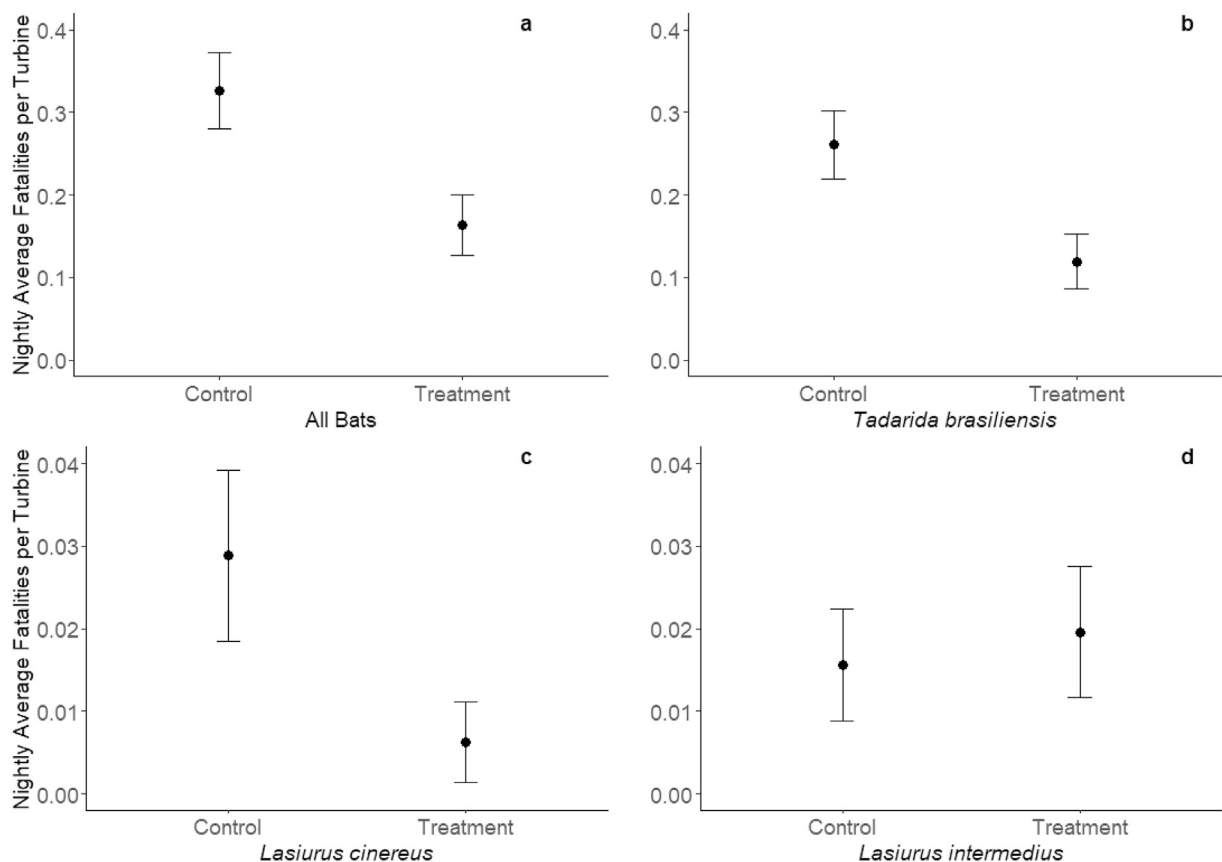 Nightly Average Fatalities per Turbine
0.4
0.3
0.2
0.1
0.0
a
Control
Treatment
All Bats
0.4
0.3
0.2
0.1
0.0
b
Control
Treatment
Tadarida brasiliensis
Nightly Average Fatalities per Turbine
0.04
0.03
0.02
0.01
0.00
c
Control
Treatment
Lasiurus cinereus
0.04
0.03
0.02
0.01
0.00
d
Control
Treatment
Lasiurus intermedius